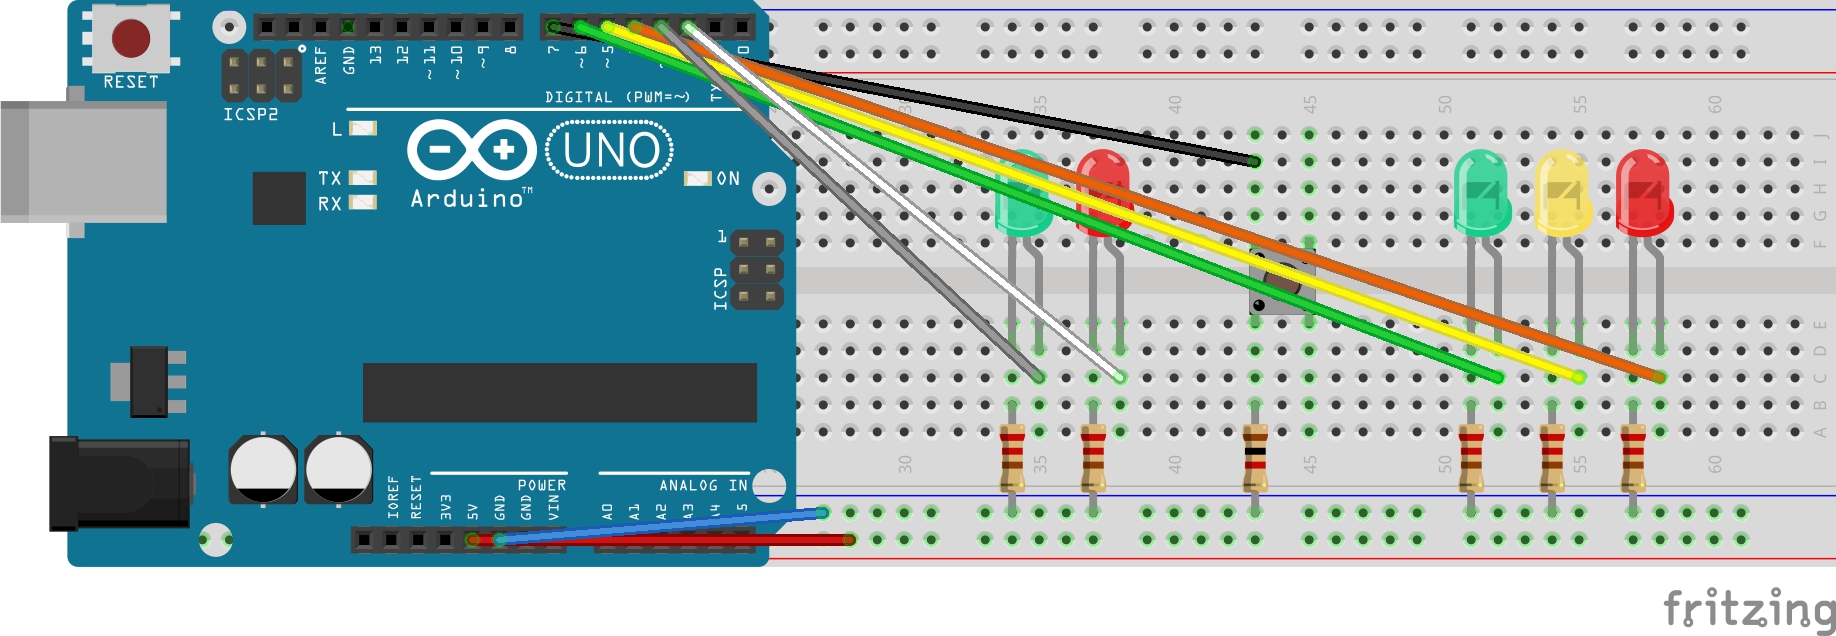 RESET
ICSP2
AREF
GND
13
12
~11
~10
~9
8
7
~6
~5
0
DIGITAL (PWM=~)
L
TX
RX
UNO
Arduino™
ON
1
ICSP
IOREF
RESET
3V3
5V
GND
GND
VIN
POWER
A0
A1
A2
A3
5
ANALOG IN
35
40
45
50
55
60
J
I
H
G
F
E
D
C
B
A
30
35
40
45
50
55
60
fritzing